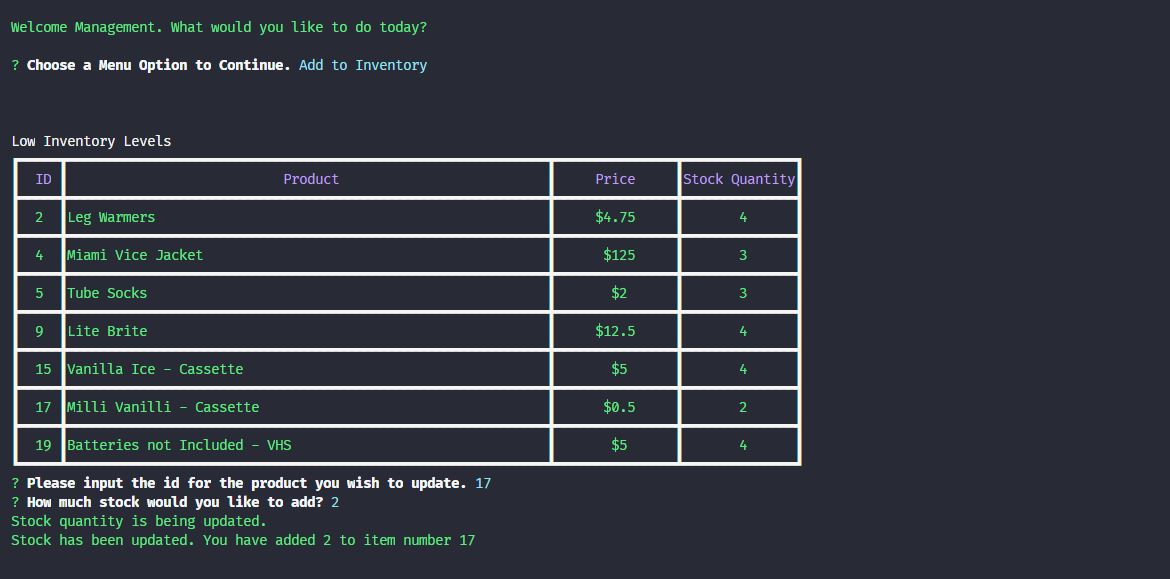 Welcome Management. What would you like to do today?
? Choose a Menu Option to Continue. Add to Inventory
Low Inventory Levels
ID Product Price Stock Quantity
2 Leg Warmers $4.75 4
4 Miami Vice Jacket $125 3
5 Tube Socks $2 3
9 Lite Brite $12.5 4
15 Vanilla Ice - Cassette $5 4
17 Milli Vanilli - Cassette $0.5 2
19 Batteries not Included - VHS $5 4
? Please input the id for the product you wish to update. 17
? How much stock would you like to add? 2
Stock quantity is being updated.
Stock has been updated. You have added 2 to item number 17